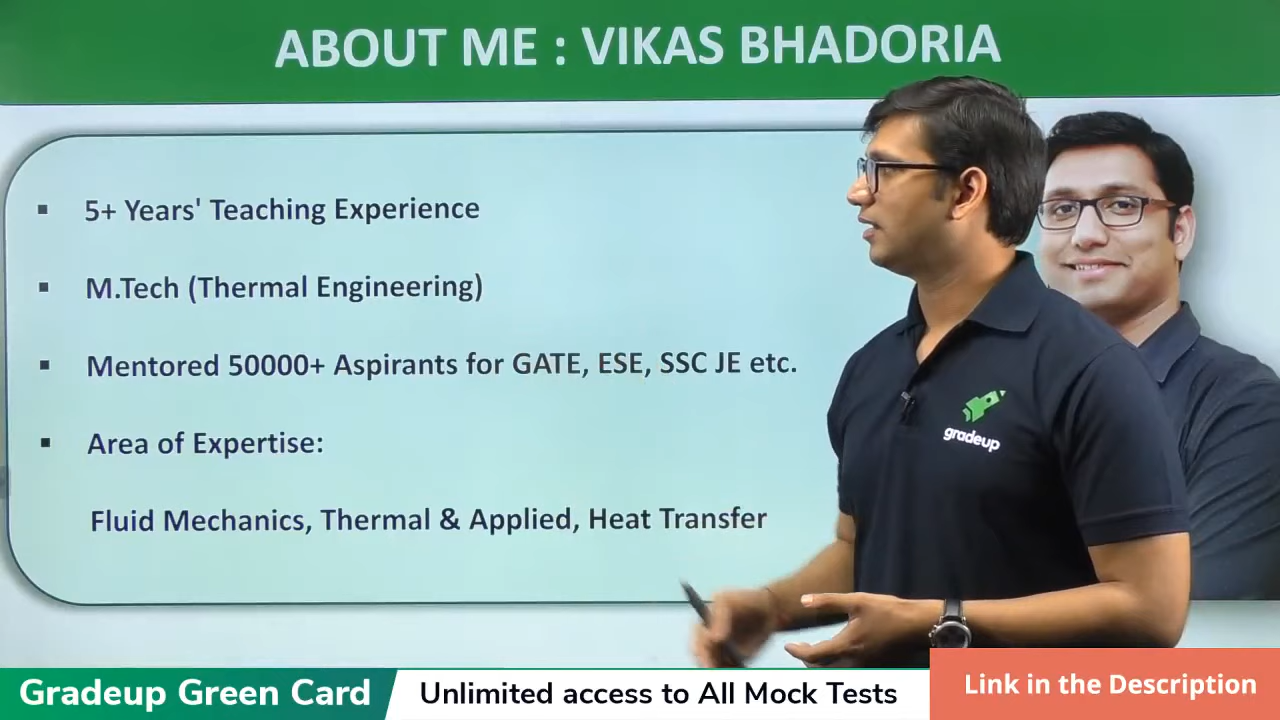 ABOUT ME : VIKAS BHADORIA
▪ 5+ Years' Teaching Experience
▪ M.Tech (Thermal Engineering)
▪ Mentored 50000+ Aspirants for GATE, ESE, SSC JE etc.
▪ Area of Expertise:
Fluid Mechanics, Thermal & Applied, Heat Transfer
gradeup
Gradeup Green Card
Unlimited access to All Mock Tests
Link in the Description